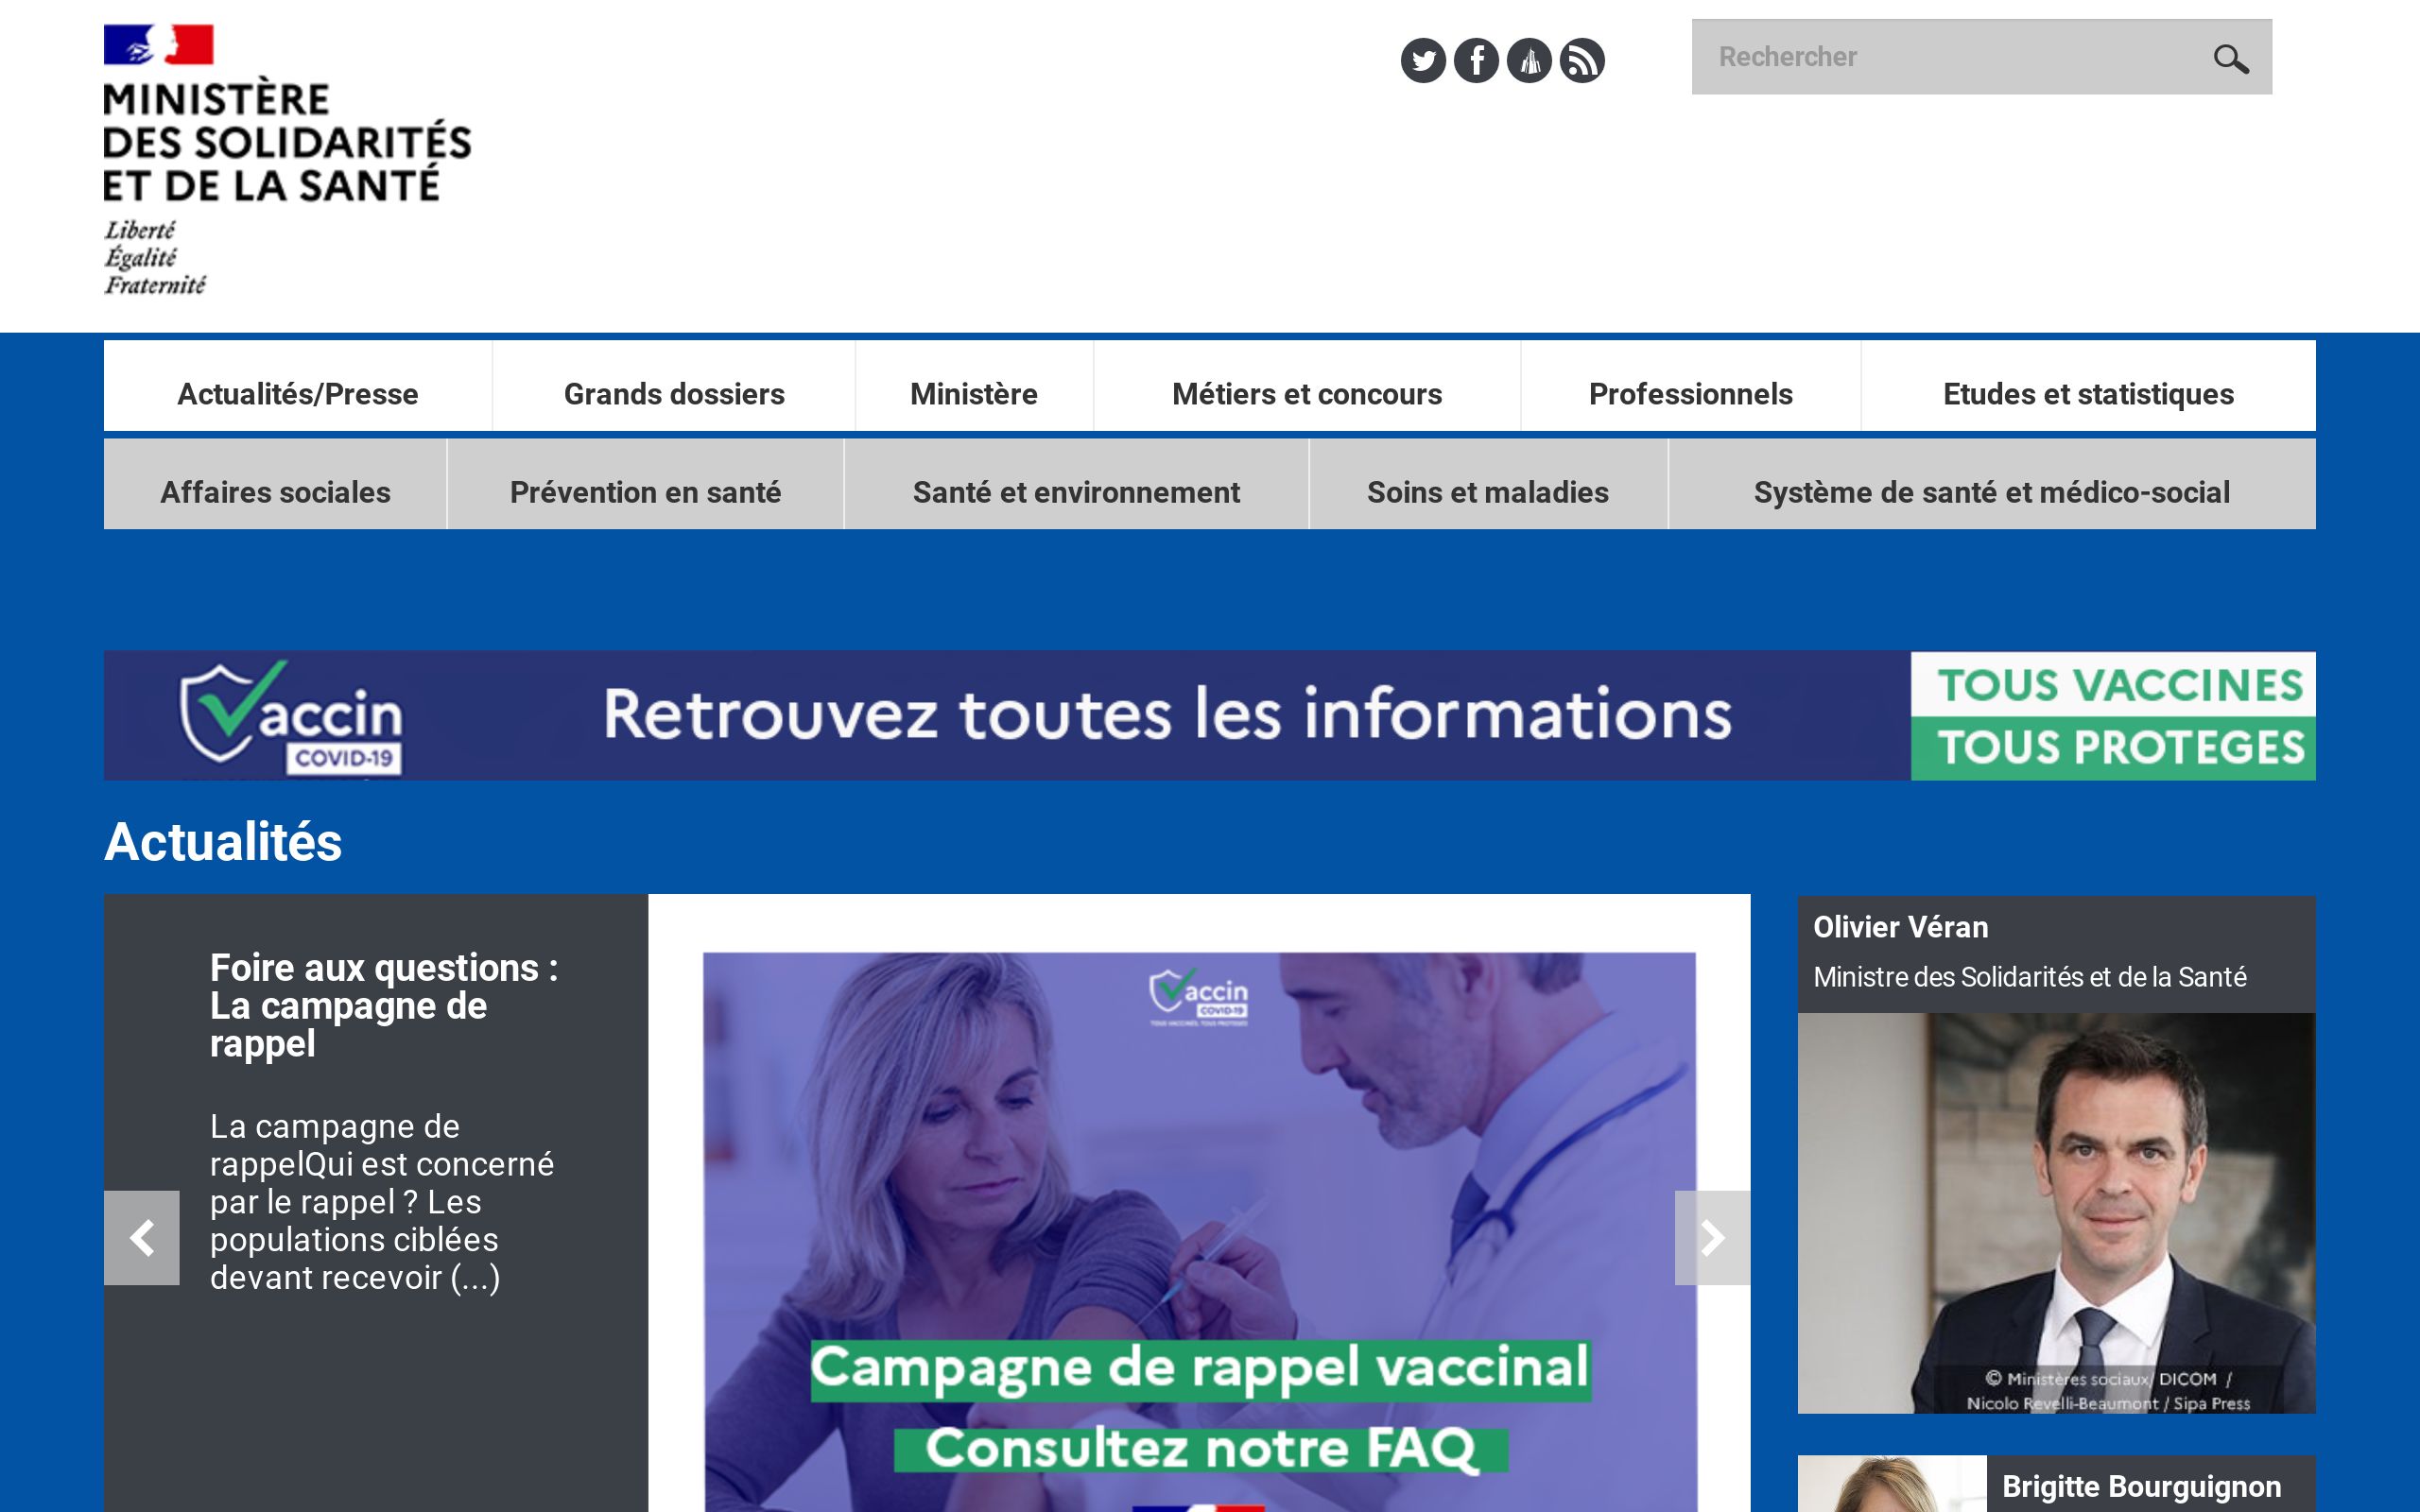 MINISTÈRE
DES SOLIDARITÉS
ET DE LA SANTÉ
Liberté
Égalité
Fraternité
Rechercher
Actualités/Presse
Grands dossiers
Ministère
Métiers et concours
Professionnels
Etudes et statistiques
Affaires sociales
Prévention en santé
Santé et environnement
Soins et maladies
Système de santé et médico-social
Vaccin
COVID-19
Retrouvez toutes les informations
TOUS VACCINES
TOUS PROTEGES
Actualités
Foire aux questions :
La campagne de
rappel
La campagne de
rappelQui est concerné
par le rappel ? Les
populations ciblées
devant recevoir (...)
Vaccin
COVID-19
TOUS VACCINÉS, TOUS PROTÉGÉS
Campagne de rappel vaccinal
Consultez notre FAQ
Olivier Véran
Ministre des Solidarités et de la Santé
© Ministères sociaux/ DICOM /
Nicolo Revelli-Beaumont / Sipa Press
Brigitte Bourguignon